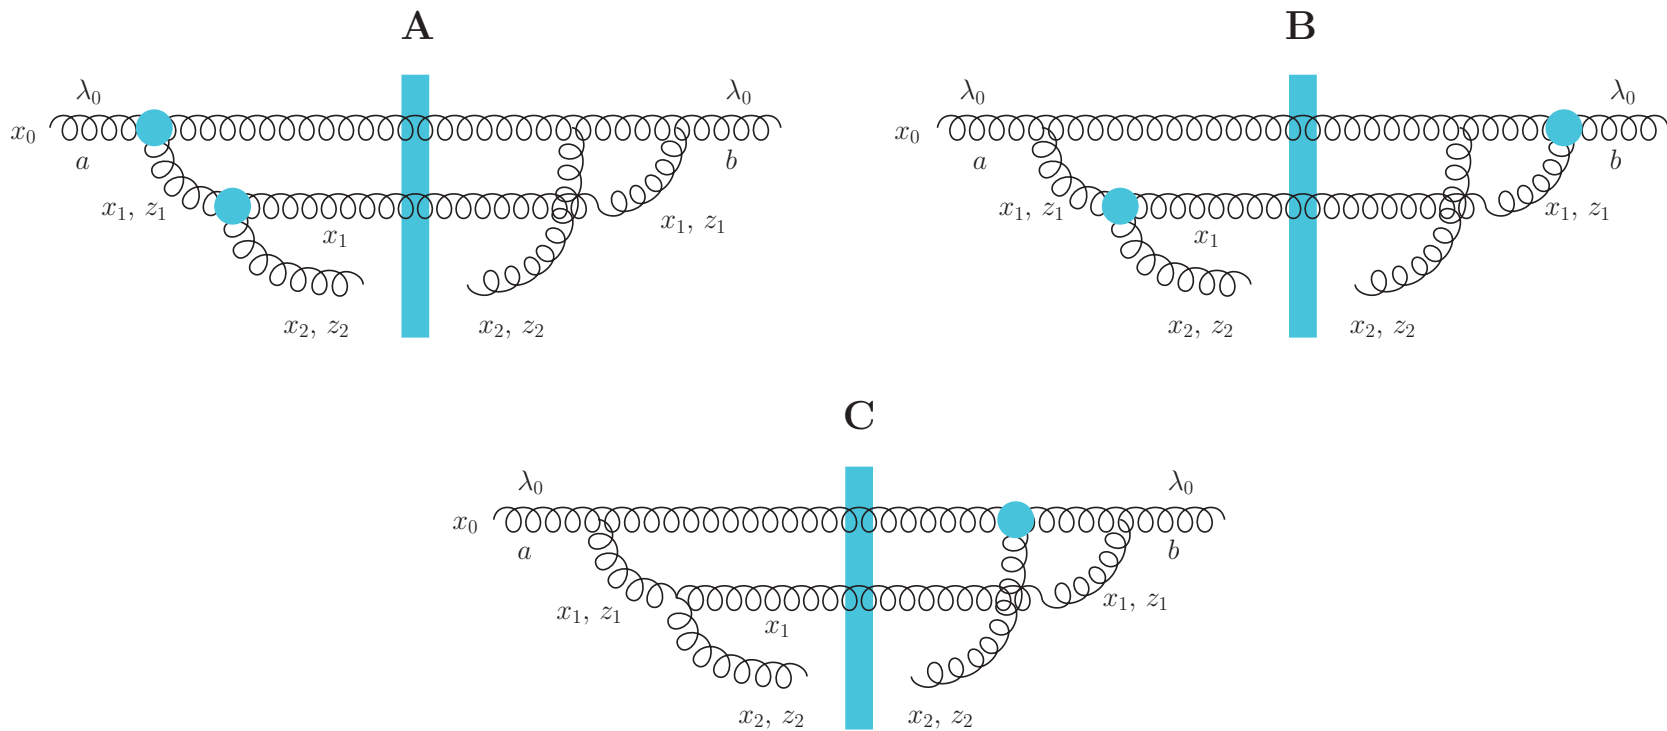 A
B
λ₀ λ₀ λ₀ λ₀
x₀ x₀
a b a b
x₁, z₁ x₁ x₁, z₁ x₁, z₁ x₁ x₁, z₁
x₂, z₂ x₂, z₂ x₂, z₂ x₂, z₂
C
λ₀ λ₀
x₀
a b
x₁, z₁ x₁ x₁, z₁
x₂, z₂ x₂, z₂